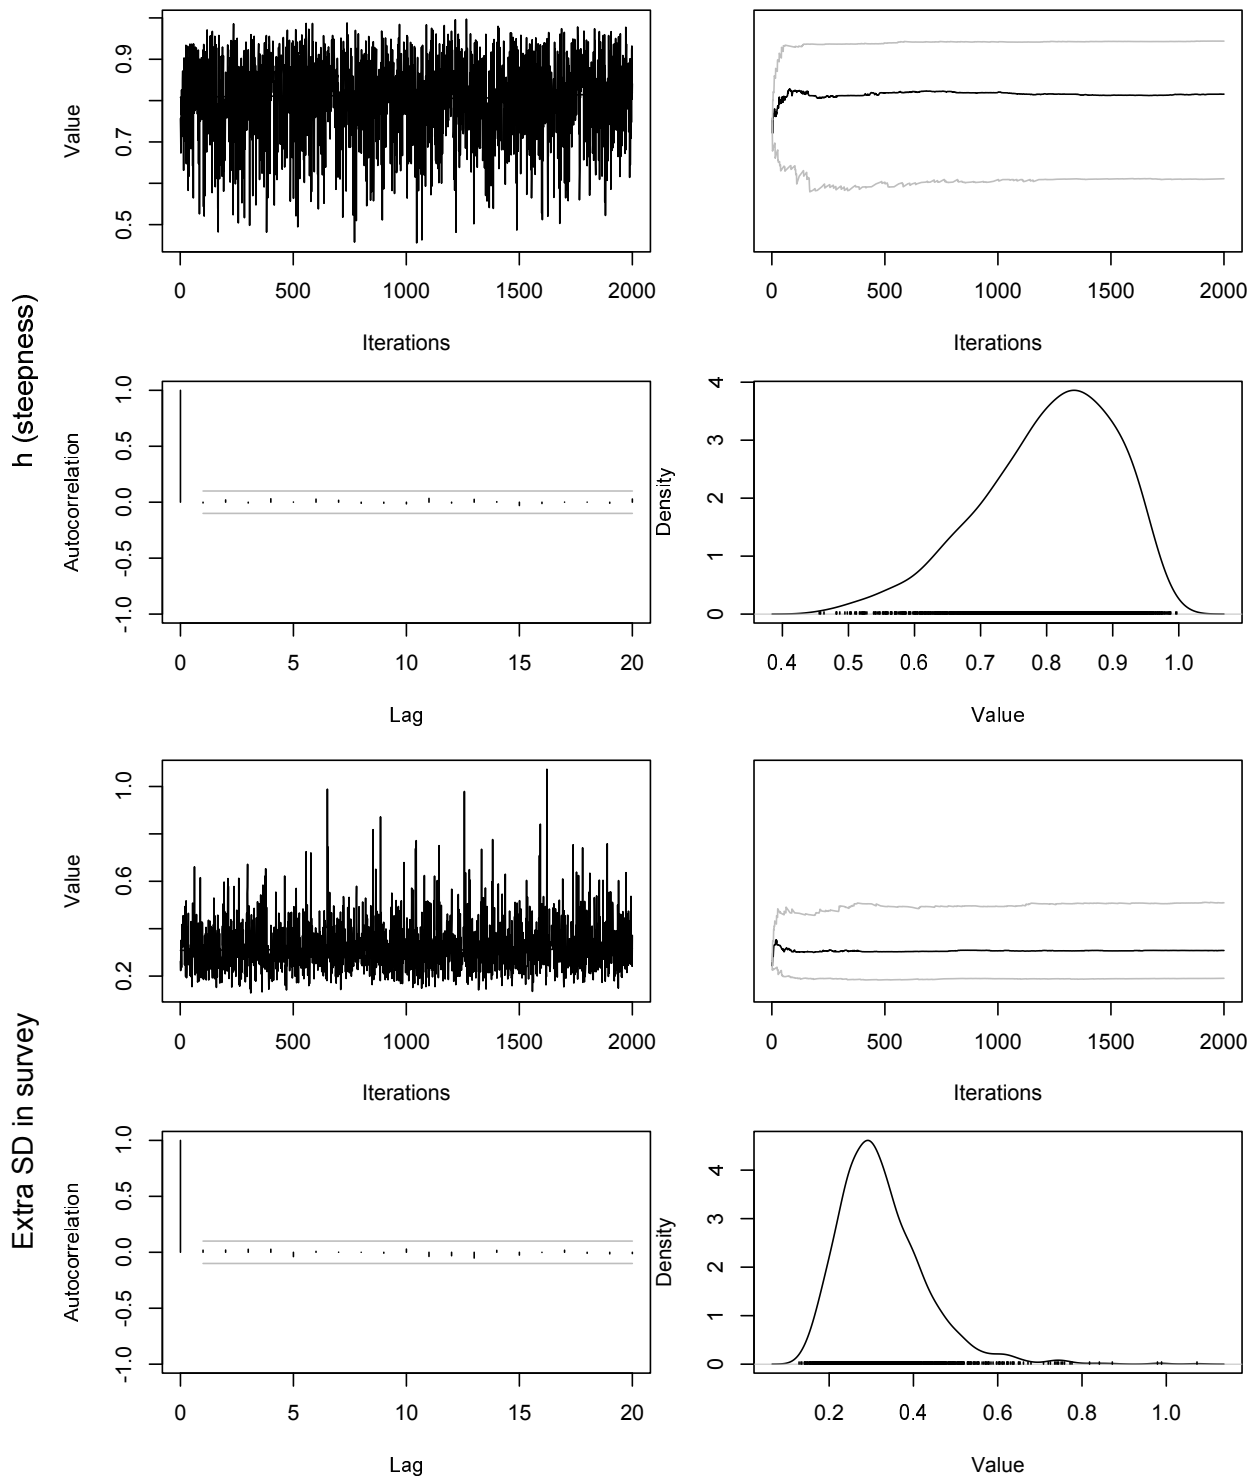 h (steepness)
Value
0.5 0.7 0.9
0 500 1000 1500 2000
Iterations
0 500 1000 1500 2000
Iterations
Autocorrelation
-1.0 -0.5 0.0 0.5 1.0
0 5 10 15 20
Lag
Density
0 1 2 3 4
0.4 0.5 0.6 0.7 0.8 0.9 1.0
Value
Extra SD in survey
Value
0.2 0.6 1.0
0 500 1000 1500 2000
Iterations
0 500 1000 1500 2000
Iterations
Autocorrelation
-1.0 -0.5 0.0 0.5 1.0
0 5 10 15 20
Lag
Density
0 1 2 3 4
0.2 0.4 0.6 0.8 1.0
Value